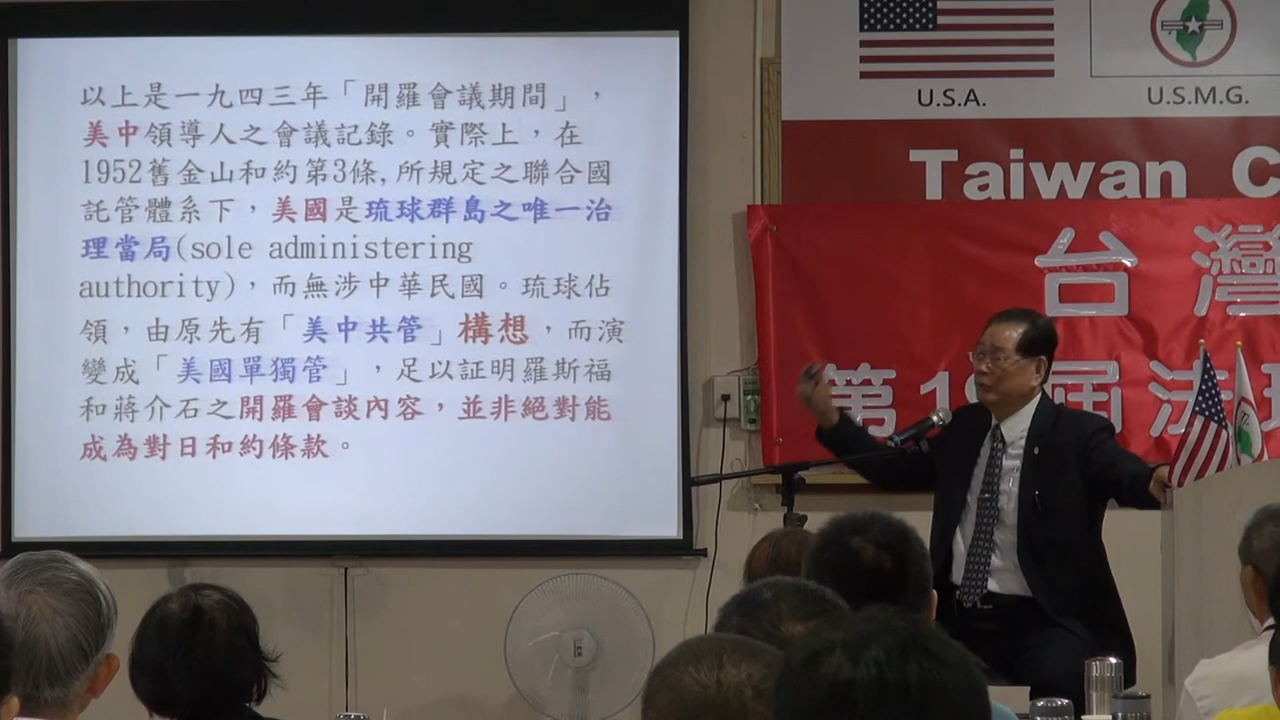 以上是一九四三年「開羅會議期間」，
美中領導人之會議記錄。實際上，在
1952舊金山和約第3條,所規定之聯合國
託管體系下，美國是琉球群島之唯一治
理當局(sole administering
authority)，而無涉中華民國。琉球佔
領，由原先有「美中共管」構想，而演
變成「美國單獨管」，足以証明羅斯福
和蔣介石之開羅會談內容，並非絕對能
成為對日和約條款。
U.S.A.
U.S.M.G.
Taiwan C
台灣
第19屆法理